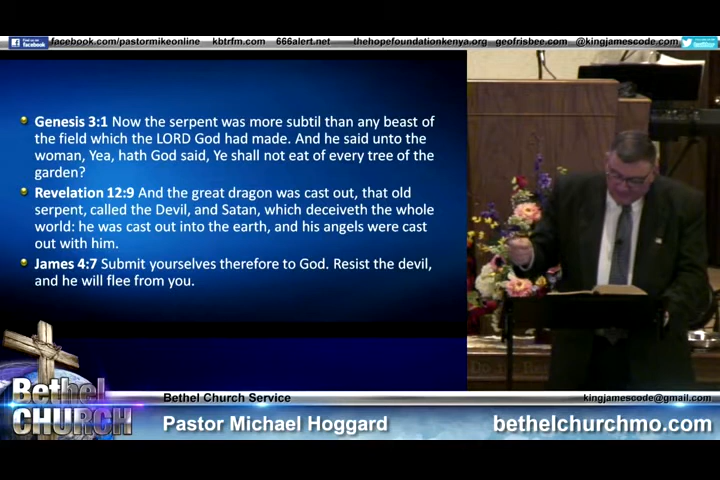 Find us on facebook facebook.com/pastormikeonline kbtrfm.com 666alert.net thehopefoundationkenya.org geofrisbee.com @kingjamescode.com twitter
Genesis 3:1 Now the serpent was more subtil than any beast of
the field which the LORD God had made. And he said unto the
woman, Yea, hath God said, Ye shall not eat of every tree of the
garden?
Revelation 12:9 And the great dragon was cast out, that old
serpent, called the Devil, and Satan, which deceiveth the whole
world: he was cast out into the earth, and his angels were cast
out with him.
James 4:7 Submit yourselves therefore to God. Resist the devil,
and he will flee from you.
Bethel
CHURCH
Bethel Church Service kingjamescode@gmail.com
Pastor Michael Hoggard bethelchurchmo.com